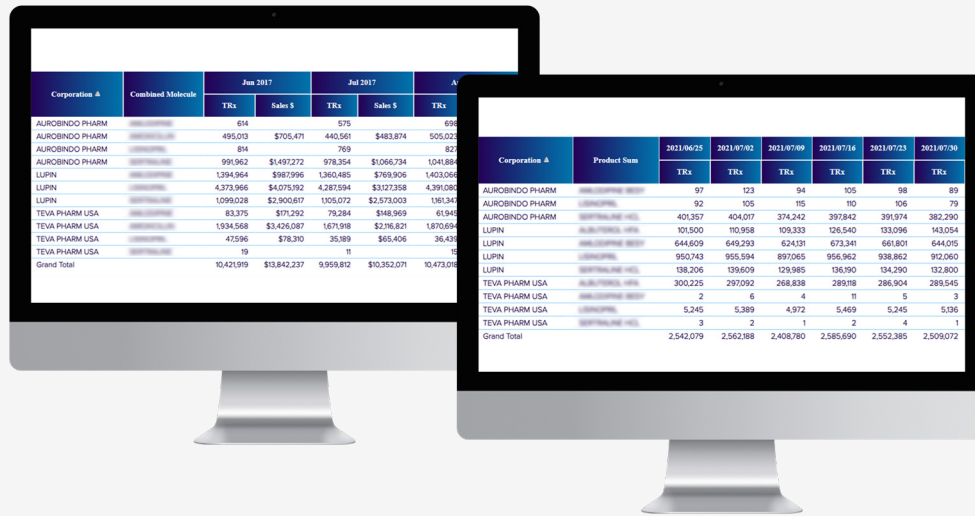 Jun 2017 Jul 2017
Corporation Combined Molecule
TRx Sales $ TRx Sales $ TRx
AUROBINDO PHARM 614 575 698
AUROBINDO PHARM 495,013 $705,471 440,561 $483,874 505,023
AUROBINDO PHARM 814 769 827
AUROBINDO PHARM 991,962 $1,497,272 978,354 $1,066,734 1,041,884
LUPIN 1,394,964 $987,996 1,360,485 $769,906 1,403,066
LUPIN 4,373,966 $4,075,192 4,287,594 $3,127,358 4,391,080
LUPIN 1,099,028 $2,900,617 1,105,072 $2,573,003 1,161,347
TEVA PHARM USA 83,375 $171,292 79,284 $148,969 61,945
TEVA PHARM USA 1,934,568 $3,426,087 1,671,918 $2,116,821 1,870,694
TEVA PHARM USA 47,596 $78,310 35,189 $65,406 36,439
TEVA PHARM USA 19 11 15
Grand Total 10,421,919 $13,842,237 9,959,812 $10,352,071 10,473,018
2021/06/25 2021/07/02 2021/07/09 2021/07/16 2021/07/23 2021/07/30
Corporation Product Sum
TRx TRx TRx TRx TRx TRx
AUROBINDO PHARM 97 123 94 105 98 89
AUROBINDO PHARM 92 105 115 110 106 79
AUROBINDO PHARM 401,357 404,017 374,242 397,842 391,974 382,290
LUPIN 101,500 110,958 109,333 126,540 133,096 143,054
LUPIN 644,609 649,293 624,131 673,341 661,801 644,015
LUPIN 950,743 955,594 897,065 956,962 938,862 912,060
LUPIN 138,206 139,609 129,985 136,190 134,290 132,800
TEVA PHARM USA 300,225 297,092 268,838 289,118 286,904 289,545
TEVA PHARM USA 2 6 4 11 5 3
TEVA PHARM USA 5,245 5,389 4,972 5,469 5,245 5,136
TEVA PHARM USA 3 2 1 2 4 1
Grand Total 2,542,079 2,562,188 2,408,780 2,585,690 2,552,385 2,509,072